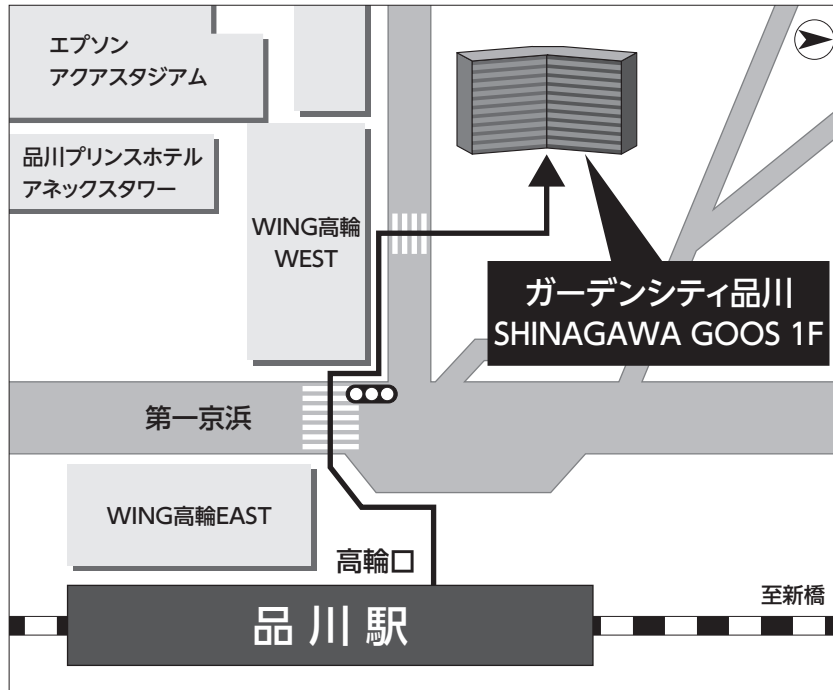 エプソン
アクアスタジアム
品川プリンスホテル
アネックスタワー
WING高輪
WEST
ガーデンシティ品川
SHINAGAWA GOOS 1F
第一京浜
WING高輪EAST
高輪口
至新橋
品川駅